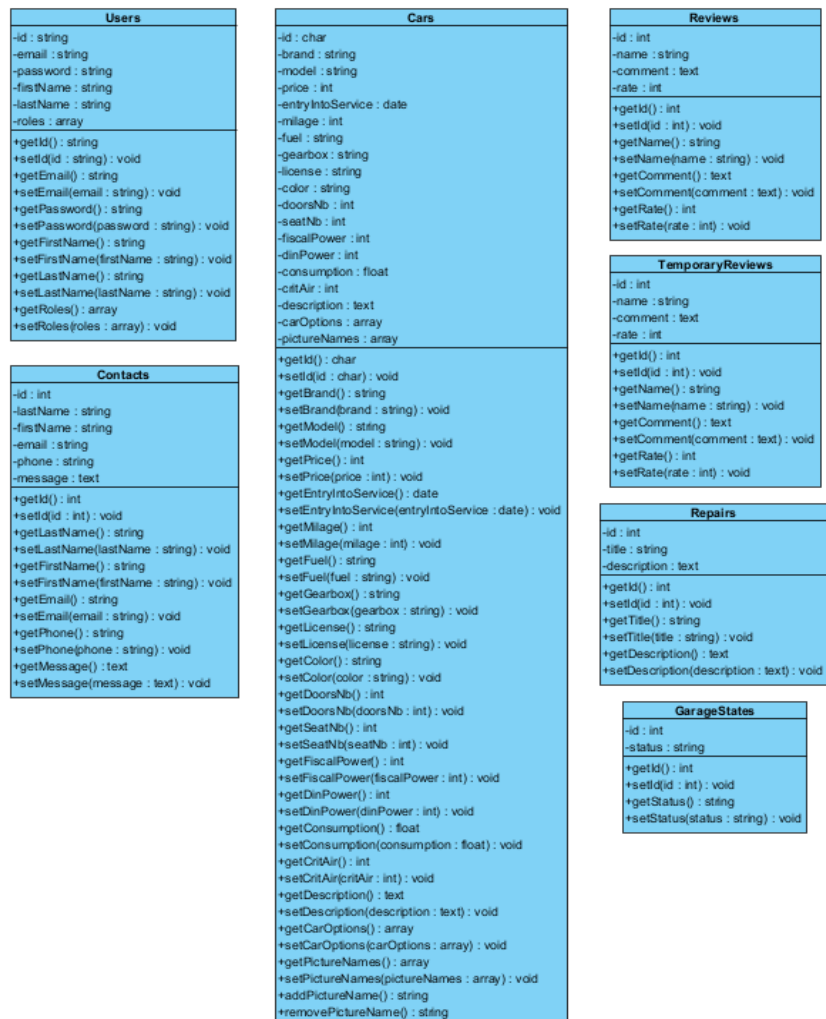 Users
-id : string
-email : string
-password : string
-firstName : string
-lastName : string
-roles : array
+getId() : string
+setId(id : string) : void
+getEmail() : string
+setEmail(email : string) : void
+getPassword() : string
+setPassword(password : string) : void
+getFirstName() : string
+setFirstName(firstName : string) : void
+getLastName() : string
+setLastName(lastName : string) : void
+getRoles() : array
+setRoles(roles : array) : void
Contacts
-id : int
-lastName : string
-firstName : string
-email : string
-phone : string
-message : text
+getId() : int
+setId(id : int) : void
+getLastName() : string
+setLastName(lastName : string) : void
+getFirstName() : string
+setFirstName(firstName : string) : void
+getEmail() : string
+setEmail(email : string) : void
+getPhone() : string
+setPhone(phone : string) : void
+getMessage() : text
+setMessage(message : text) : void
Cars
-id : char
-brand : string
-model : string
-price : int
-entryIntoService : date
-milage : int
-fuel : string
-gearbox : string
-license : string
-color : string
-doorsNb : int
-seatNb : int
-fiscalPower : int
-dinPower : int
-consumption : float
-critAir : int
-description : text
-carOptions : array
-pictureNames : array
+getId() : char
+setId(id : char) : void
+getBrand() : string
+setBrand(brand : string) : void
+getModel() : string
+setModel(model : string) : void
+getPrice() : int
+setPrice(price : int) : void
+getEntryIntoService() : date
+setEntryIntoService(entryIntoService : date) : void
+getMilage() : int
+setMilage(milage : int) : void
+getFuel() : string
+setFuel(fuel : string) : void
+getGearbox() : string
+setGearbox(gearbox : string) : void
+getLicense() : string
+setLicense(license : string) : void
+getColor() : string
+setColor(color : string) : void
+getDoorsNb() : int
+setDoorsNb(doorsNb : int) : void
+getSeatNb() : int
+setSeatNb(seatNb : int) : void
+getFiscalPower() : int
+setFiscalPower(fiscalPower : int) : void
+getDinPower() : int
+setDinPower(dinPower : int) : void
+getConsumption() : float
+setConsumption(consumption : float) : void
+getCritAir() : int
+setCritAir(critAir : int) : void
+getDescription() : text
+setDescription(description : text) : void
+getCarOptions() : array
+setCarOptions(carOptions : array) : void
+getPictureNames() : array
+setPictureNames(pictureNames : array) : void
+addPictureName() : string
+removePictureName() : string
Reviews
-id : int
-name : string
-comment : text
-rate : int
+getId() : int
+setId(id : int) : void
+getName() : string
+setName(name : string) : void
+getComment() : text
+setComment(comment : text) : void
+getRate() : int
+setRate(rate : int) : void
TemporaryReviews
-id : int
-name : string
-comment : text
-rate : int
+getId() : int
+setId(id : int) : void
+getName() : string
+setName(name : string) : void
+getComment() : text
+setComment(comment : text) : void
+getRate() : int
+setRate(rate : int) : void
Repairs
-id : int
-title : string
-description : text
+getId() : int
+setId(id : int) : void
+getTitle() : string
+setTitle(title : string) : void
+getDescription() : text
+setDescription(description : text) : void
GarageStates
-id : int
-status : string
+getId() : int
+setId(id : int) : void
+getStatus() : string
+setStatus(status : string) : void